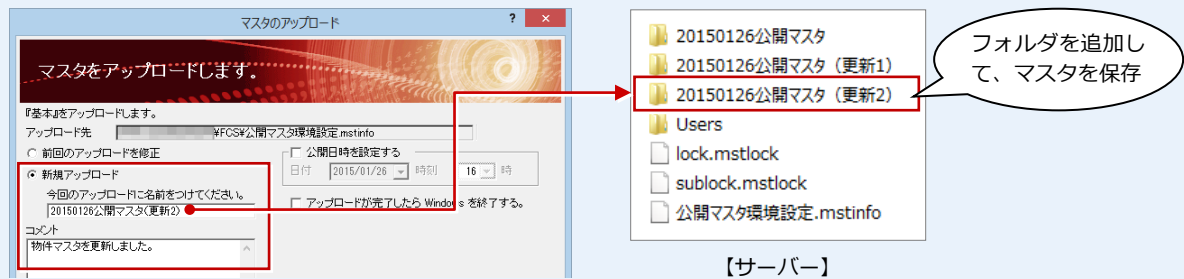 マスタのアップロード
? ×
マスタをアップロードします。
『基本』をアップロードします。
アップロード先 ¥FCS¥公開マスタ環境設定.mstinfo
前回のアップロードを修正
新規アップロード
今回のアップロードに名前をつけてください。
20150126公開マスタ(更新2)
コメント
物件マスタを更新しました。
公開日時を設定する
日付 2015/01/26 時刻 16 時
アップロードが完了したら Windows を終了する。
20150126公開マスタ
20150126公開マスタ（更新1）
20150126公開マスタ（更新2）
Users
lock.mstlock
sublock.mstlock
公開マスタ環境設定.mstinfo
フォルダを追加し
て、マスタを保存
【サーバー】